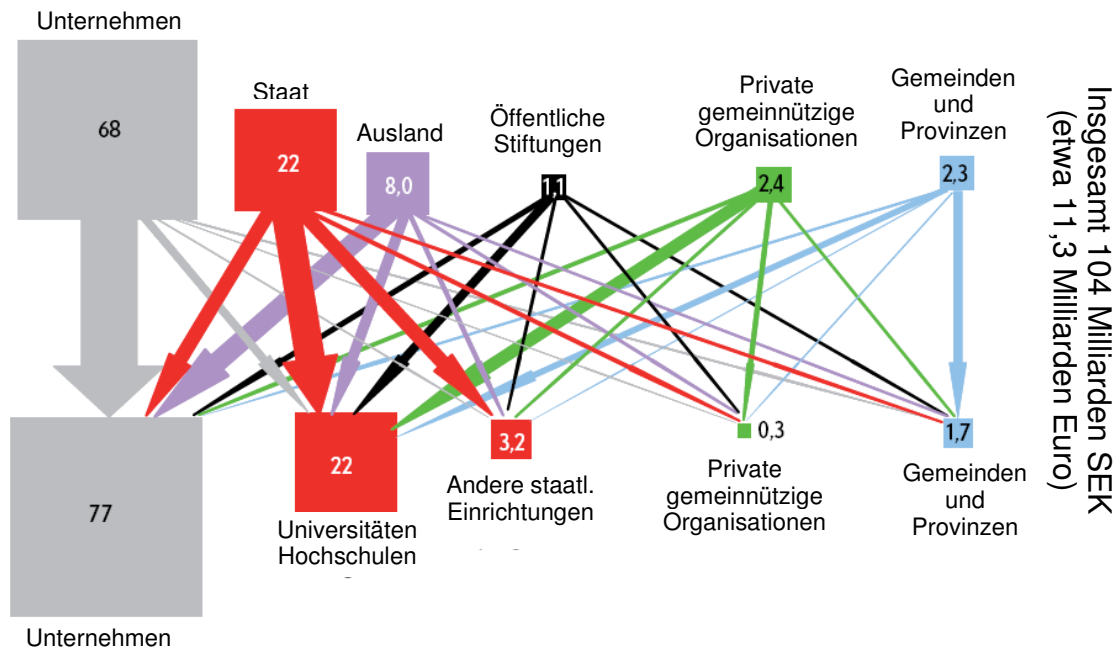 Unternehmen
68
Staat
22
Ausland
8,0
Öffentliche
Stiftungen
1,1
Private
gemeinnützige
Organisationen
2,4
Gemeinden
und
Provinzen
2,3
77
Unternehmen
22
Universitäten
Hochschulen
3,2
Andere staatl.
Einrichtungen
0,3
Private
gemeinnützige
Organisationen
1,7
Gemeinden
und
Provinzen
Insgesamt 104 Milliarden SEK
(etwa 11,3 Milliarden Euro)